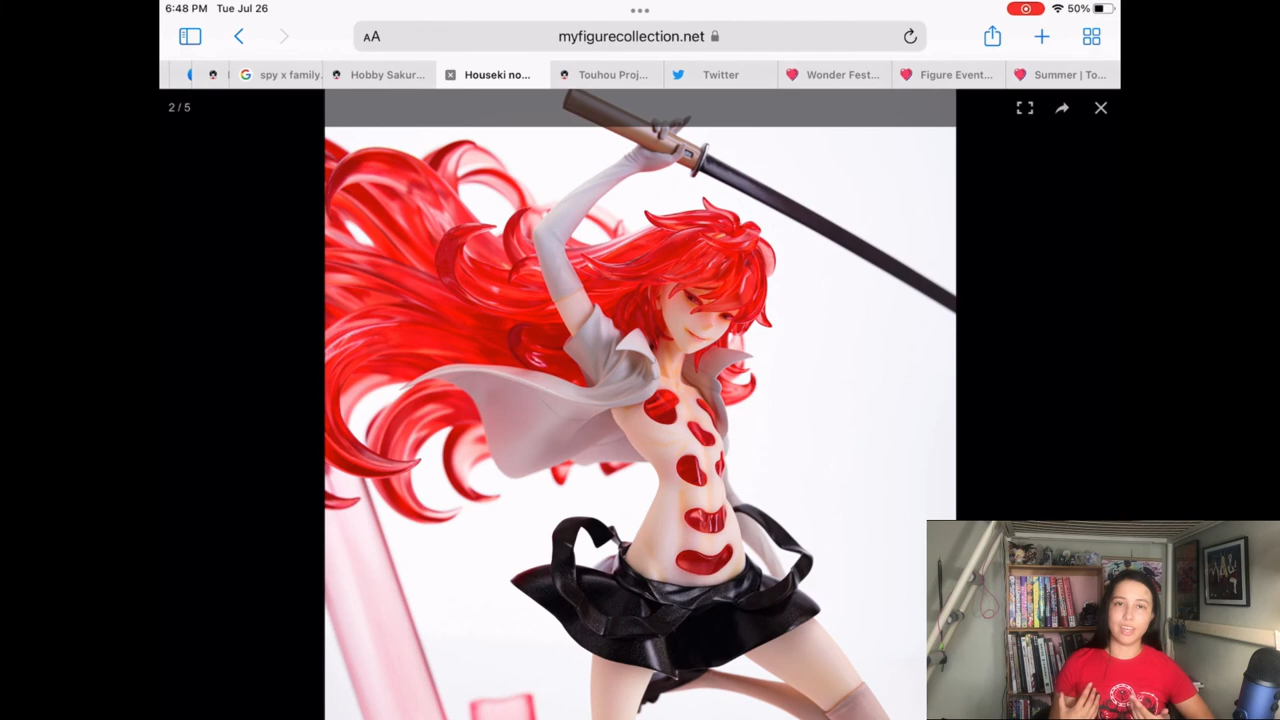 6:48 PM Tue Jul 26
50%
AA
myfigurecollection.net
spy x family.
Hobby Sakur...
Houseki no...
Touhou Proj...
Twitter
Wonder Fest...
Figure Event...
Summer | To...
2 / 5